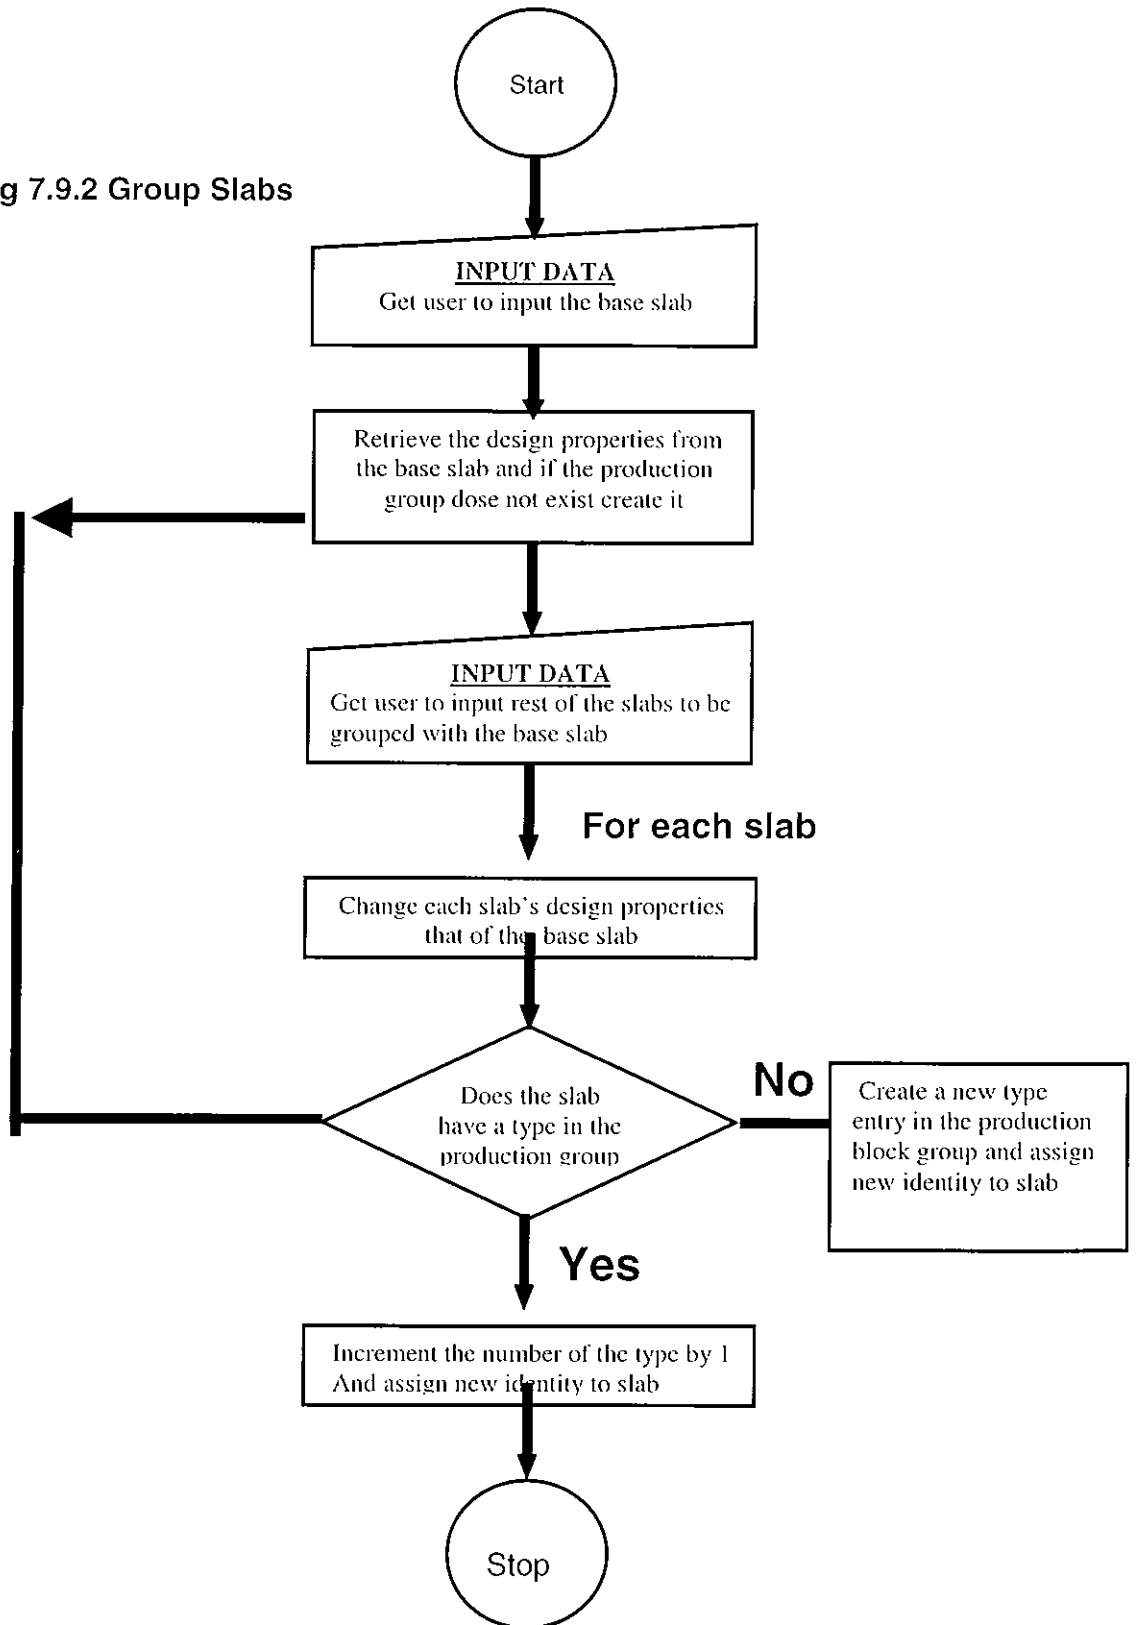 Start
g 7.9.2 Group Slabs
INPUT DATA
Get user to input the base slab
Retrieve the design properties from
the base slab and if the production
group dose not exist create it
INPUT DATA
Get user to input rest of the slabs to be
grouped with the base slab
For each slab
Change each slab's design properties
that of the base slab
Does the slab
have a type in the
production group
No
Create a new type
entry in the production
block group and assign
new identity to slab
Yes
Increment the number of the type by 1
And assign new identity to slab
Stop